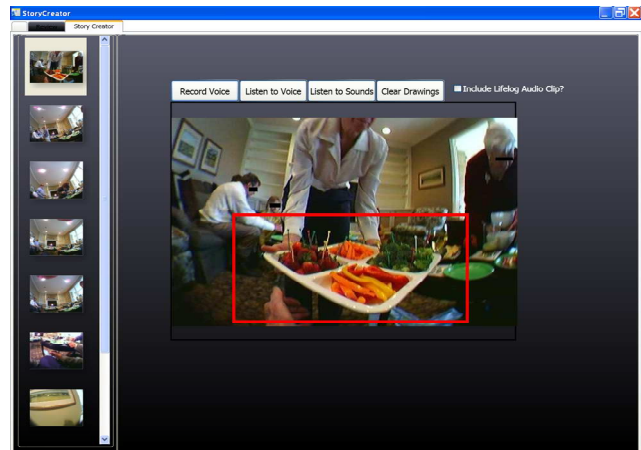 StoryCreator
Story Creator
Record Voice
Listen to Voice
Listen to Sounds
Clear Drawings
Include Lifelog Audio Clip?